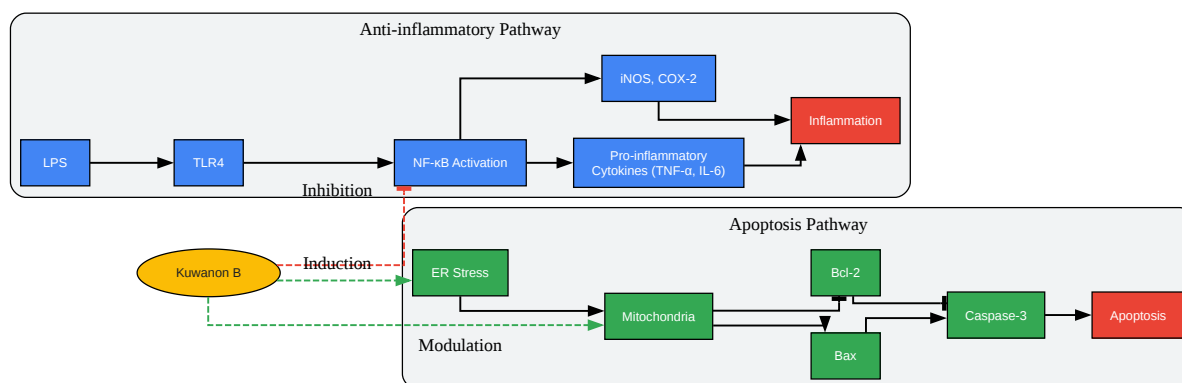 Anti-inflammatory Pathway
iNOS, COX-2
Inflammation
LPS
TLR4
NF-κB Activation
Pro-inflammatory
Cytokines (TNF-α, IL-6)
Inhibition
Apoptosis Pathway
Kuwanon B
Induction
ER Stress
Bcl-2
Mitochondria
Caspase-3
Apoptosis
Modulation
Bax